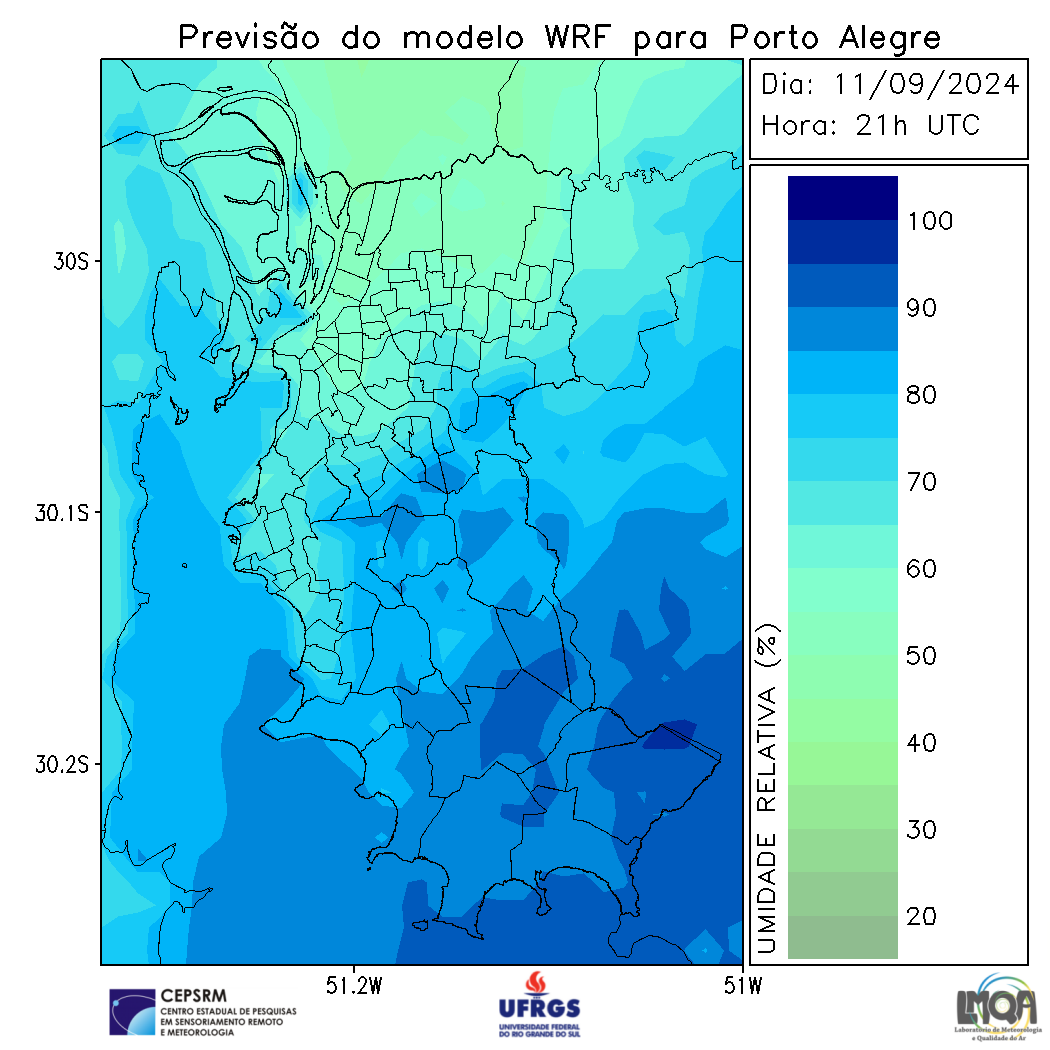 Previsão do modelo WRF para Porto Alegre
Dia: 11/09/2024
Hora: 21h UTC
30S
30.1S
30.2S
51.2W
51W
100
90
80
70
60
50
40
30
20
UMIDADE RELATIVA (%)
CEPSRM
CENTRO ESTADUAL DE PESQUISAS
EM SENSORIAMENTO REMOTO
E METEOROLOGIA
UFRGS
UNIVERSIDADE FEDERAL
DO RIO GRANDE DO SUL
LMQA
Laboratório de Meteorologia
e Qualidade do Ar